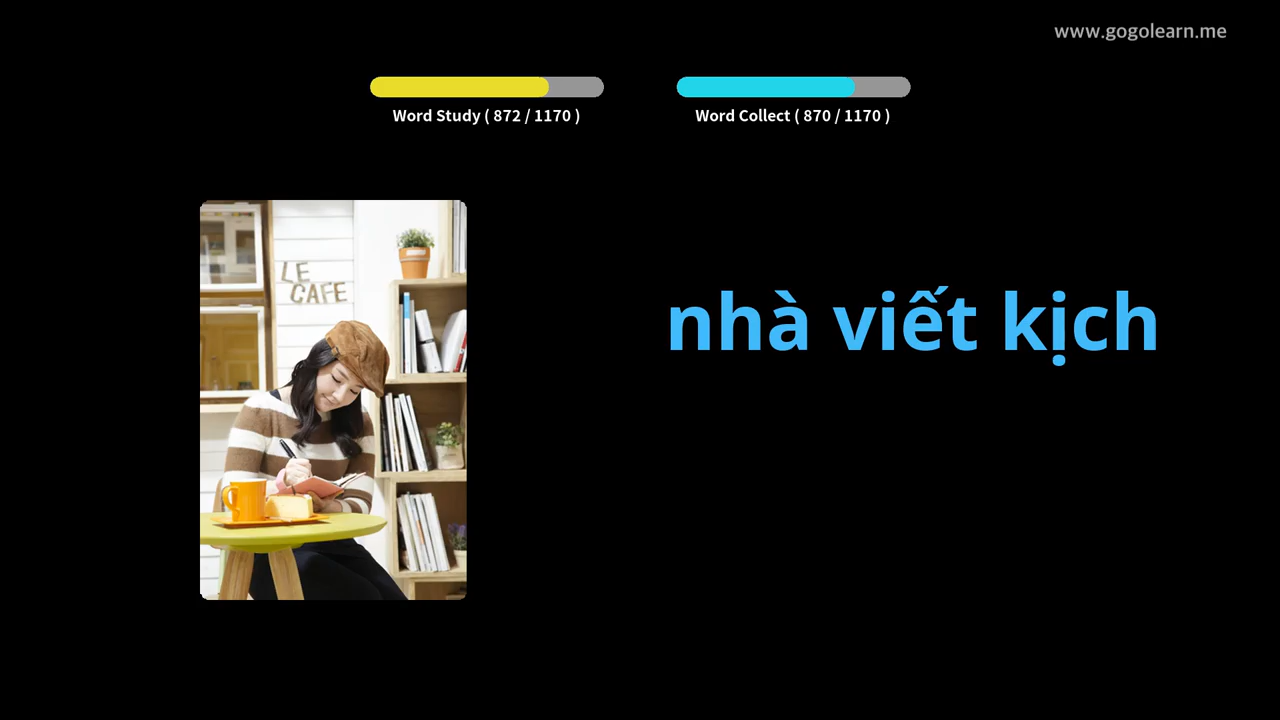 www.gogolearn.me
Word Study ( 872 / 1170 )
Word Collect ( 870 / 1170 )
LE
CAFE
nhà viết kịch